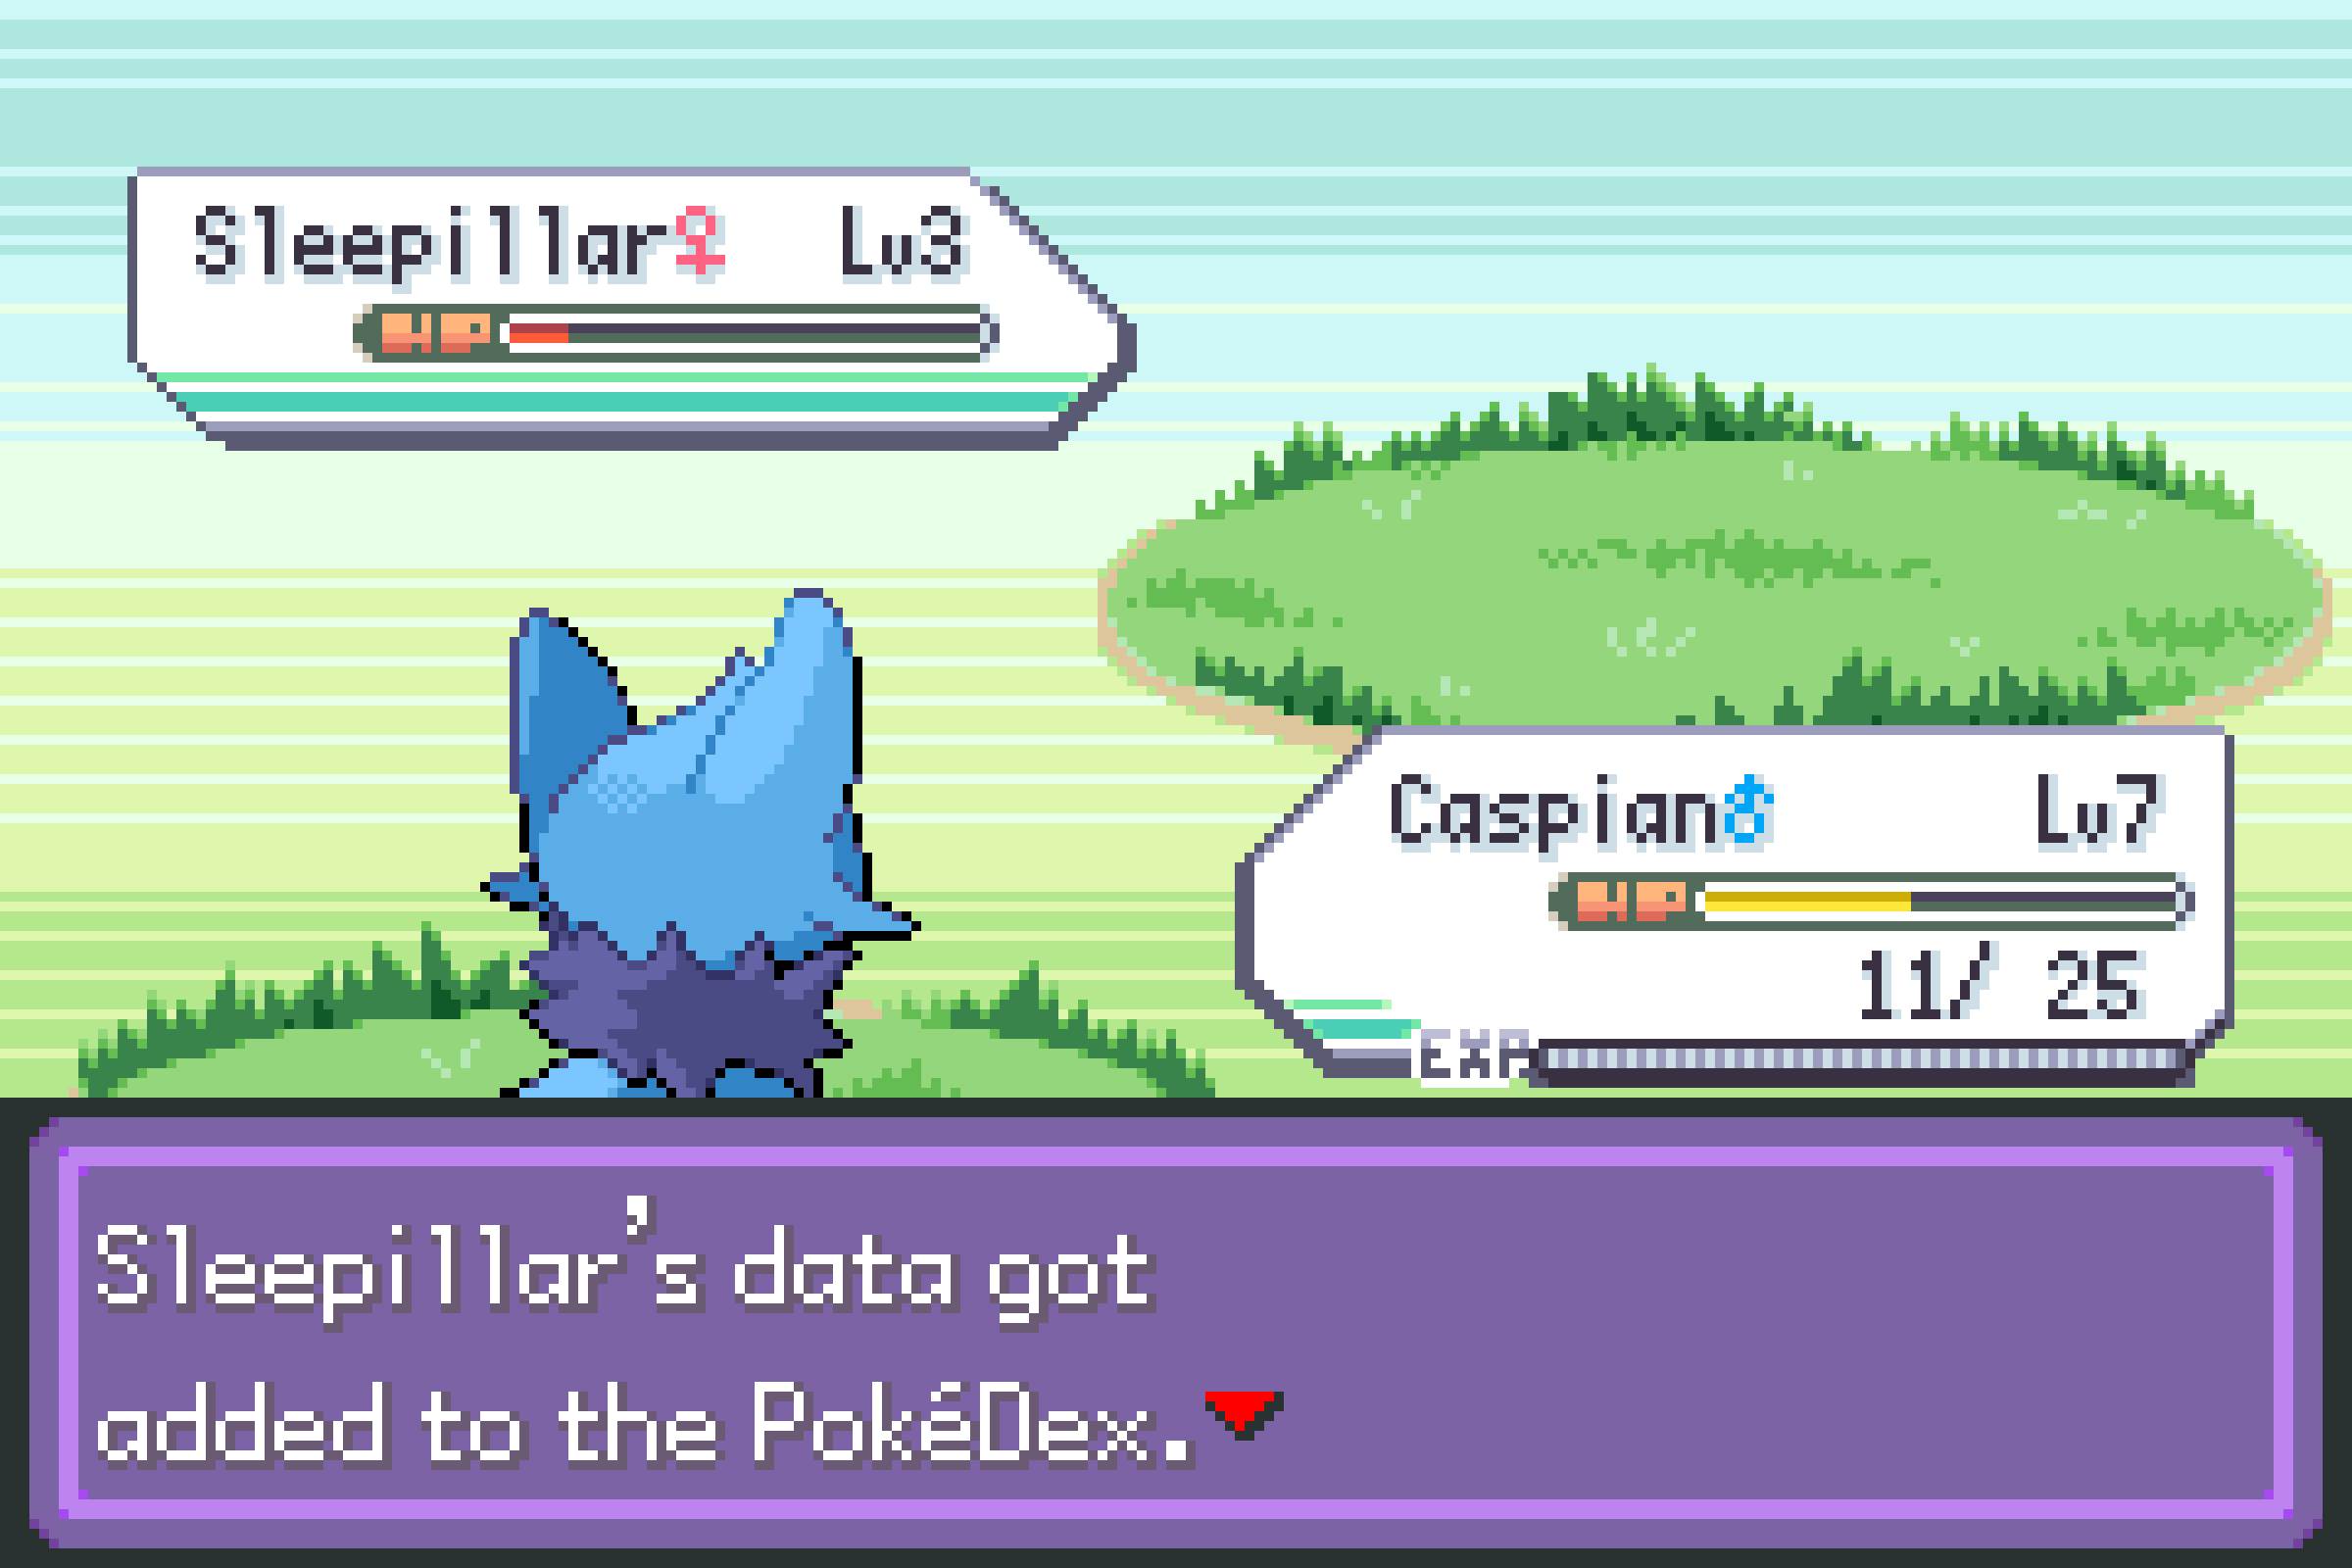 Sleepillar♀ Lv3
HP
Caspian♂ Lv7
HP
11/ 25
EXP
Sleepillar's data got
added to the PokéDex.